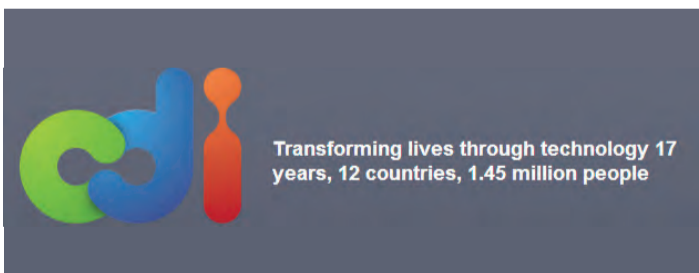 cdi
Transforming lives through technology 17
years, 12 countries, 1.45 million people